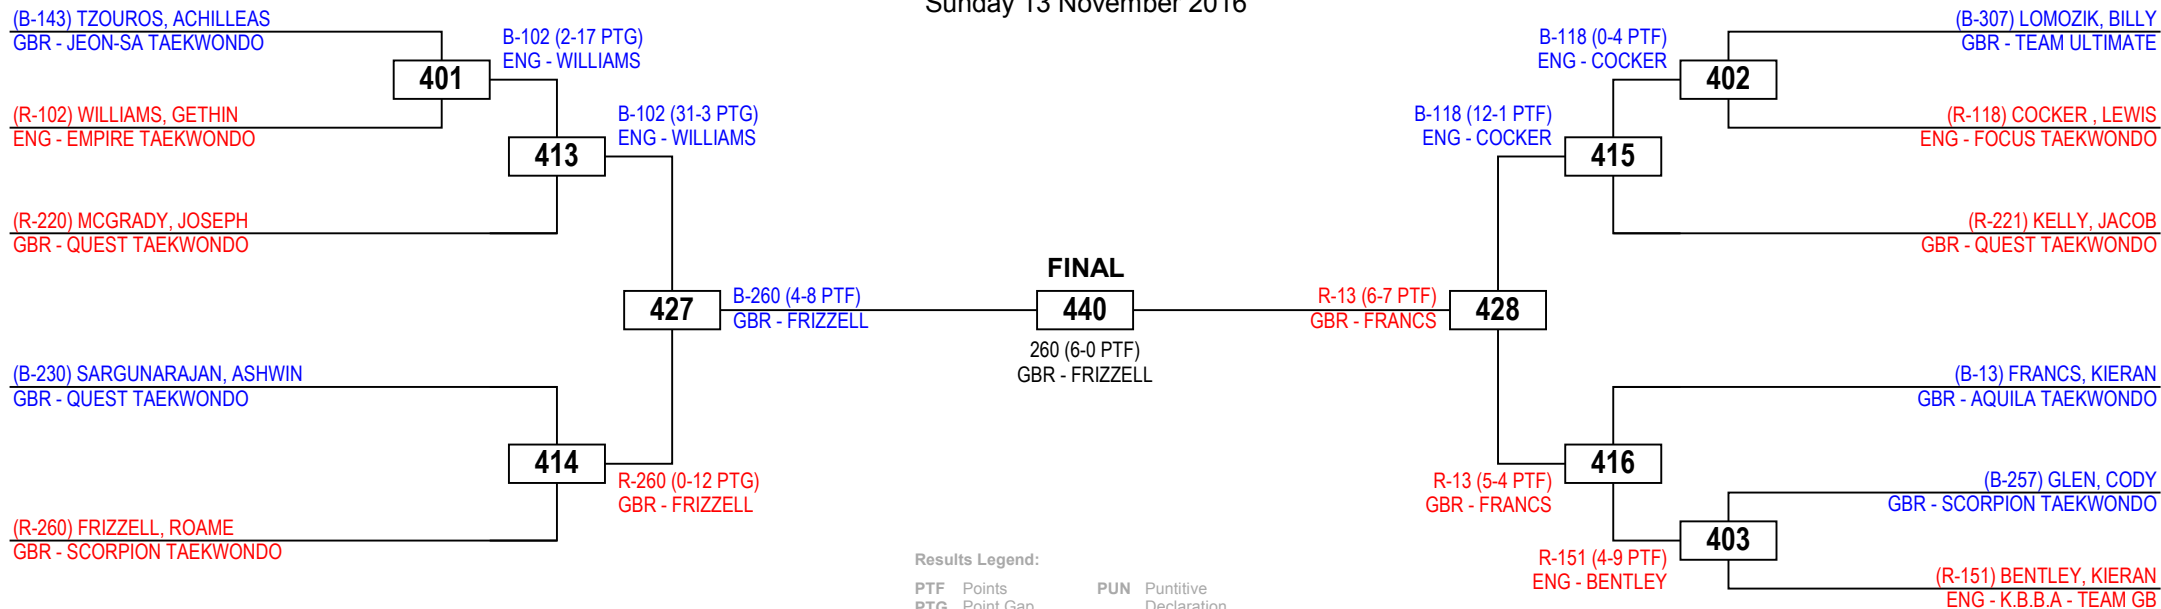 Sunday 13 November 2016
(B-143) TZOUROS, ACHILLEAS
GBR - JEON-SA TAEKWONDO
B-102 (2-17 PTG)
ENG - WILLIAMS
401
(R-102) WILLIAMS, GETHIN
ENG - EMPIRE TAEKWONDO
B-102 (31-3 PTG)
ENG - WILLIAMS
413
(R-220) MCGRADY, JOSEPH
GBR - QUEST TAEKWONDO
427
B-260 (4-8 PTF)
GBR - FRIZZELL
(B-230) SARGUNARAJAN, ASHWIN
GBR - QUEST TAEKWONDO
414
R-260 (0-12 PTG)
GBR - FRIZZELL
(R-260) FRIZZELL, ROAME
GBR - SCORPION TAEKWONDO
FINAL
440
260 (6-0 PTF)
GBR - FRIZZELL
(B-307) LOMOZIK, BILLY
GBR - TEAM ULTIMATE
B-118 (0-4 PTF)
ENG - COCKER
402
(R-118) COCKER , LEWIS
ENG - FOCUS TAEKWONDO
B-118 (12-1 PTF)
ENG - COCKER
415
(R-221) KELLY, JACOB
GBR - QUEST TAEKWONDO
R-13 (6-7 PTF)
GBR - FRANCS
428
(B-13) FRANCS, KIERAN
GBR - AQUILA TAEKWONDO
416
R-13 (5-4 PTF)
GBR - FRANCS
(B-257) GLEN, CODY
GBR - SCORPION TAEKWONDO
403
R-151 (4-9 PTF)
ENG - BENTLEY
(R-151) BENTLEY, KIERAN
ENG - K.B.B.A - TEAM GB
Results Legend:
PTF Points PUN Puntitive
PTG Point Gap Declaration